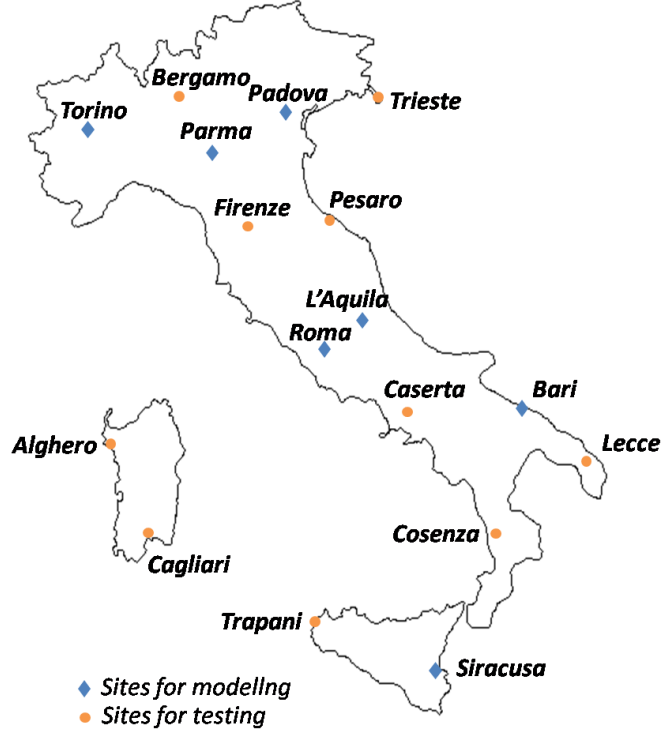 Bergamo
Padova
Torino
Trieste
Parma
Firenze
Pesaro
L'Aquila
Roma
Caserta
Bari
Alghero
Lecce
Cosenza
Cagliari
Trapani
Siracusa
Sites for modelIng
Sites for testing